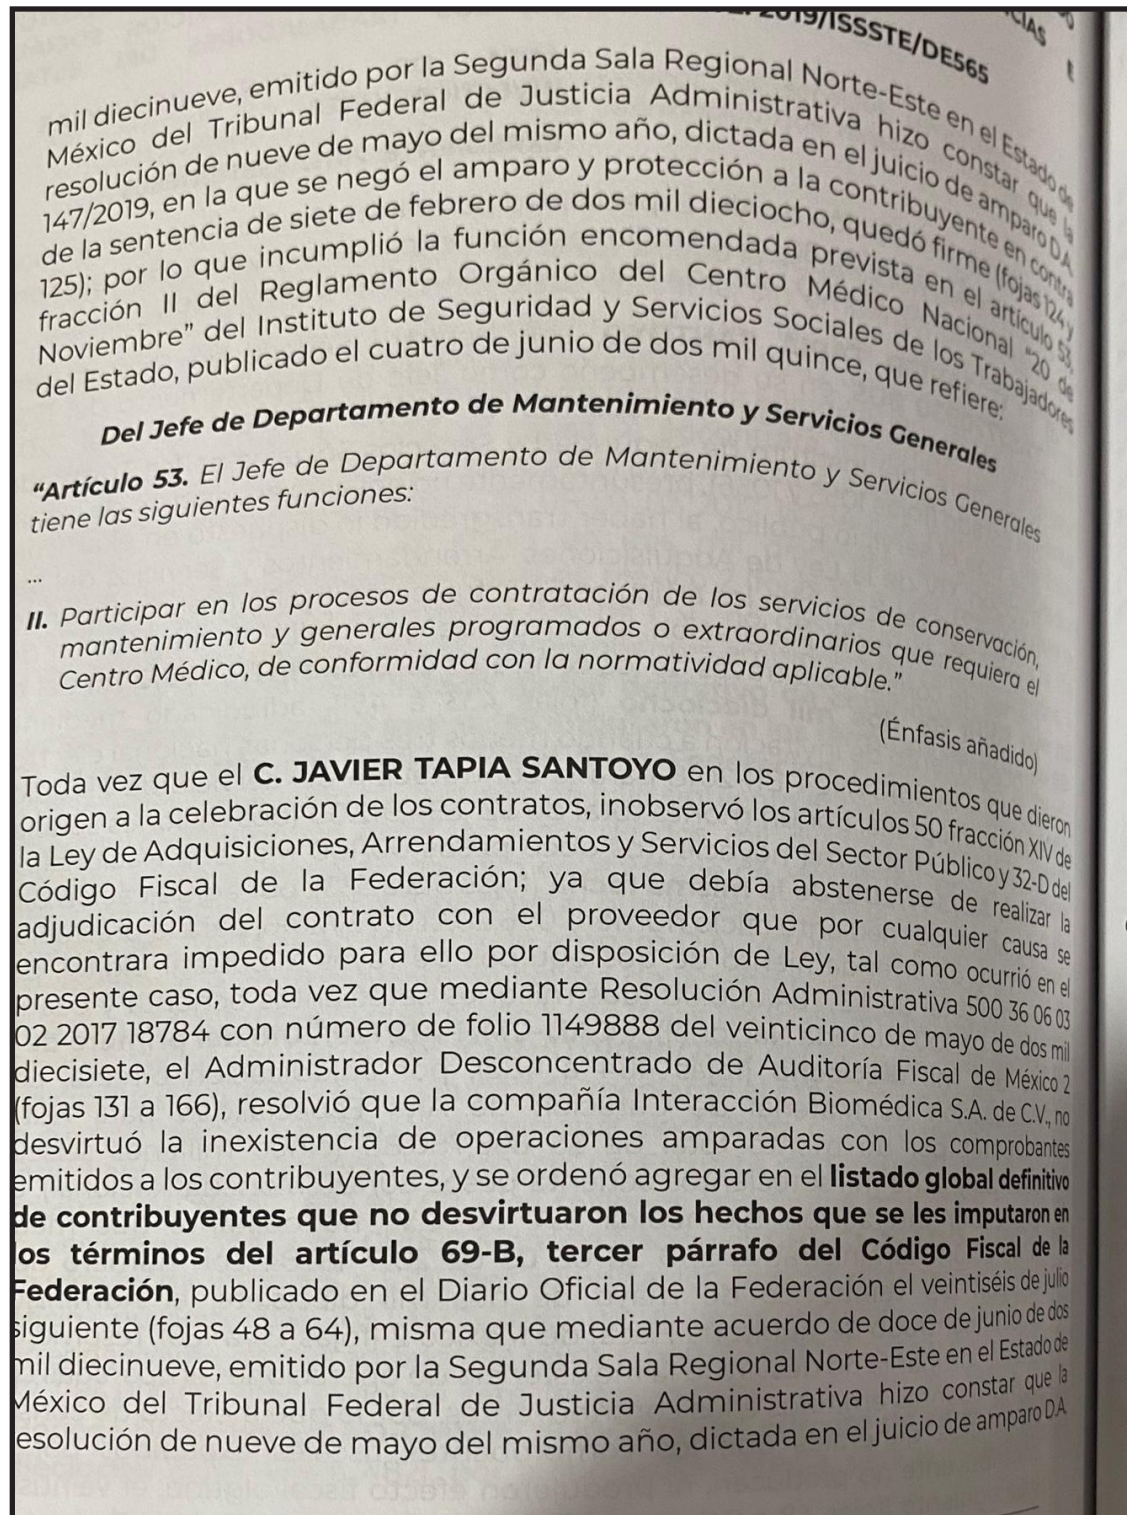 2019/ISSSTE/DE565
mil diecinueve, emitido por la Segunda Sala Regional Norte-Este en el Estado de
México del Tribunal Federal de Justicia Administrativa hizo constar que la
resolución de nueve de mayo del mismo año, dictada en el juicio de amparo D.A.
147/2019, en la que se negó el amparo y protección a la contribuyente en contra
de la sentencia de siete de febrero de dos mil dieciocho, quedó firme (fojas 124 y
125); por lo que incumplió la función encomendada prevista en el artículo 53,
fracción II del Reglamento Orgánico del Centro Médico Nacional “20 de
Noviembre” del Instituto de Seguridad y Servicios Sociales de los Trabajadores
del Estado, publicado el cuatro de junio de dos mil quince, que refiere:
Del Jefe de Departamento de Mantenimiento y Servicios Generales
“Artículo 53. El Jefe de Departamento de Mantenimiento y Servicios Generales
tiene las siguientes funciones:
...
II. Participar en los procesos de contratación de los servicios de conservación,
mantenimiento y generales programados o extraordinarios que requiera el
Centro Médico, de conformidad con la normatividad aplicable.”
(Énfasis añadido)
Toda vez que el C. JAVIER TAPIA SANTOYO en los procedimientos que dieron
origen a la celebración de los contratos, inobservó los artículos 50 fracción XIV de
la Ley de Adquisiciones, Arrendamientos y Servicios del Sector Público y 32-D del
Código Fiscal de la Federación; ya que debía abstenerse de realizar la
adjudicación del contrato con el proveedor que por cualquier causa se
encontrara impedido para ello por disposición de Ley, tal como ocurrió en el
presente caso, toda vez que mediante Resolución Administrativa 500 36 06 03
02 2017 18784 con número de folio 1149888 del veinticinco de mayo de dos mil
diecisiete, el Administrador Desconcentrado de Auditoría Fiscal de México 2
(fojas 131 a 166), resolvió que la compañía Interacción Biomédica S.A. de C.V., no
desvirtuó la inexistencia de operaciones amparadas con los comprobantes
emitidos a los contribuyentes, y se ordenó agregar en el listado global definitivo
de contribuyentes que no desvirtuaron los hechos que se les imputaron en
los términos del artículo 69-B, tercer párrafo del Código Fiscal de la
Federación, publicado en el Diario Oficial de la Federación el veintiséis de julio
siguiente (fojas 48 a 64), misma que mediante acuerdo de doce de junio de dos
mil diecinueve, emitido por la Segunda Sala Regional Norte-Este en el Estado de
México del Tribunal Federal de Justicia Administrativa hizo constar que la
esolución de nueve de mayo del mismo año, dictada en el juicio de amparo D.A.